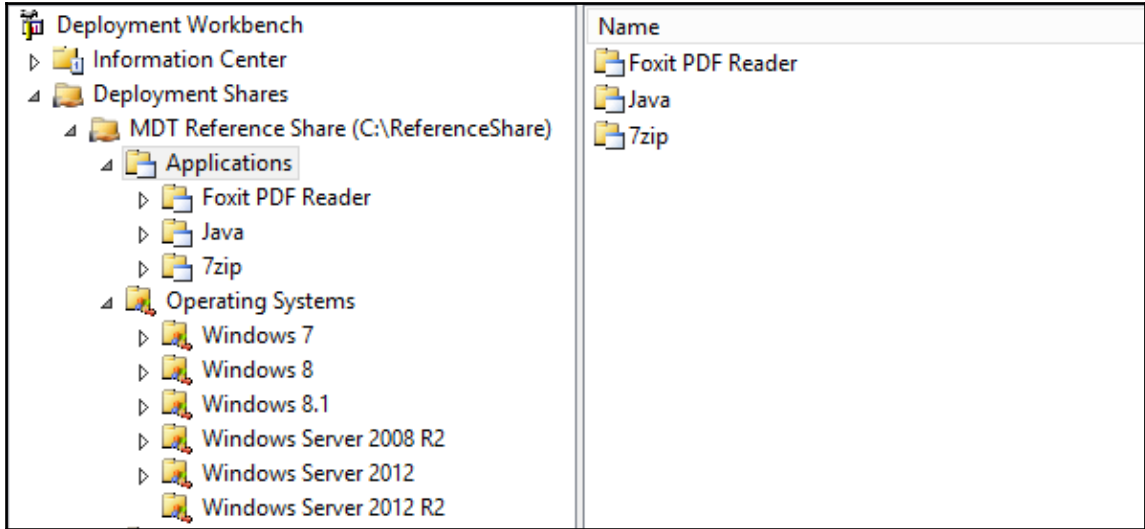 Deployment Workbench
Information Center
Deployment Shares
MDT Reference Share (C:\ReferenceShare)
Applications
Foxit PDF Reader
Java
7zip
Operating Systems
Windows 7
Windows 8
Windows 8.1
Windows Server 2008 R2
Windows Server 2012
Windows Server 2012 R2
Name
Foxit PDF Reader
Java
7zip